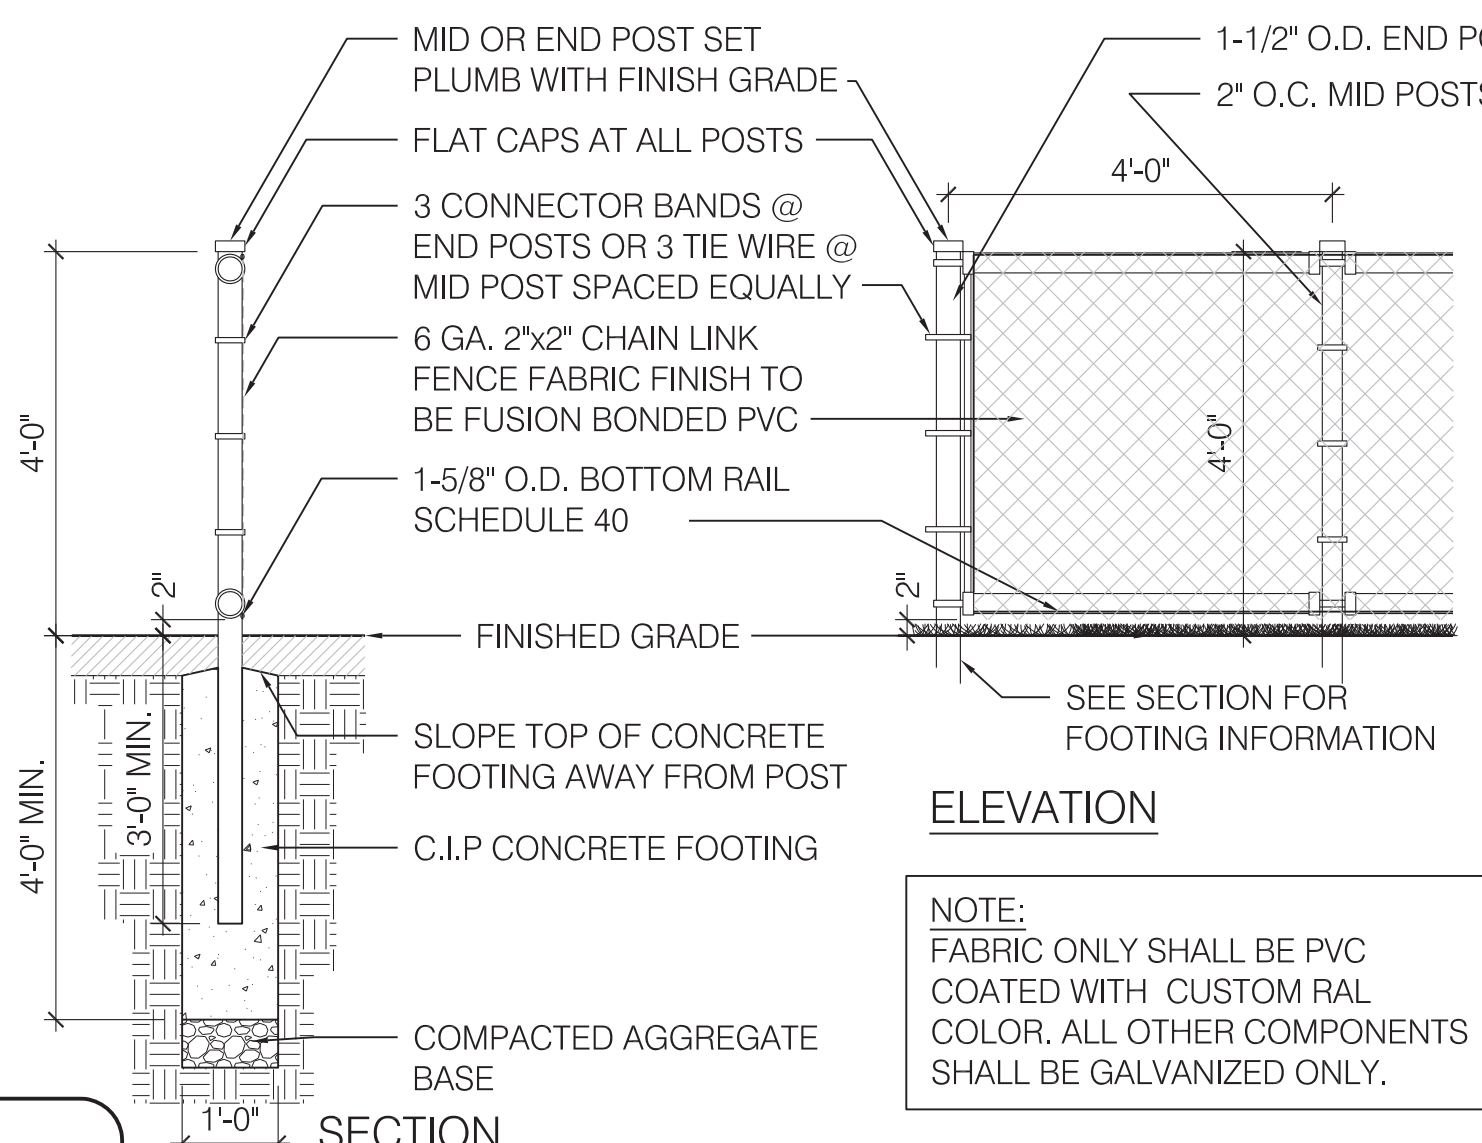 MID OR END POST SET
PLUMB WITH FINISH GRADE
FLAT CAPS AT ALL POSTS
3 CONNECTOR BANDS @
END POSTS OR 3 TIE WIRE @
MID POST SPACED EQUALLY
6 GA. 2"x2" CHAIN LINK
FENCE FABRIC FINISH TO
BE FUSION BONDED PVC
1-5/8" O.D. BOTTOM RAIL
SCHEDULE 40
FINISHED GRADE
SLOPE TOP OF CONCRETE
FOOTING AWAY FROM POST
C.I.P CONCRETE FOOTING
COMPACTED AGGREGATE
BASE
4'-0"
2"
4'-0" MIN.
3'-0" MIN.
1'-0"
SECTION
1-1/2" O.D. END
2" O.C. MID POSTS
4'-0"
4'-0"
2"
SEE SECTION FOR
FOOTING INFORMATION
ELEVATION
NOTE:
FABRIC ONLY SHALL BE PVC
COATED WITH CUSTOM RAL
COLOR. ALL OTHER COMPONENTS
SHALL BE GALVANIZED ONLY.